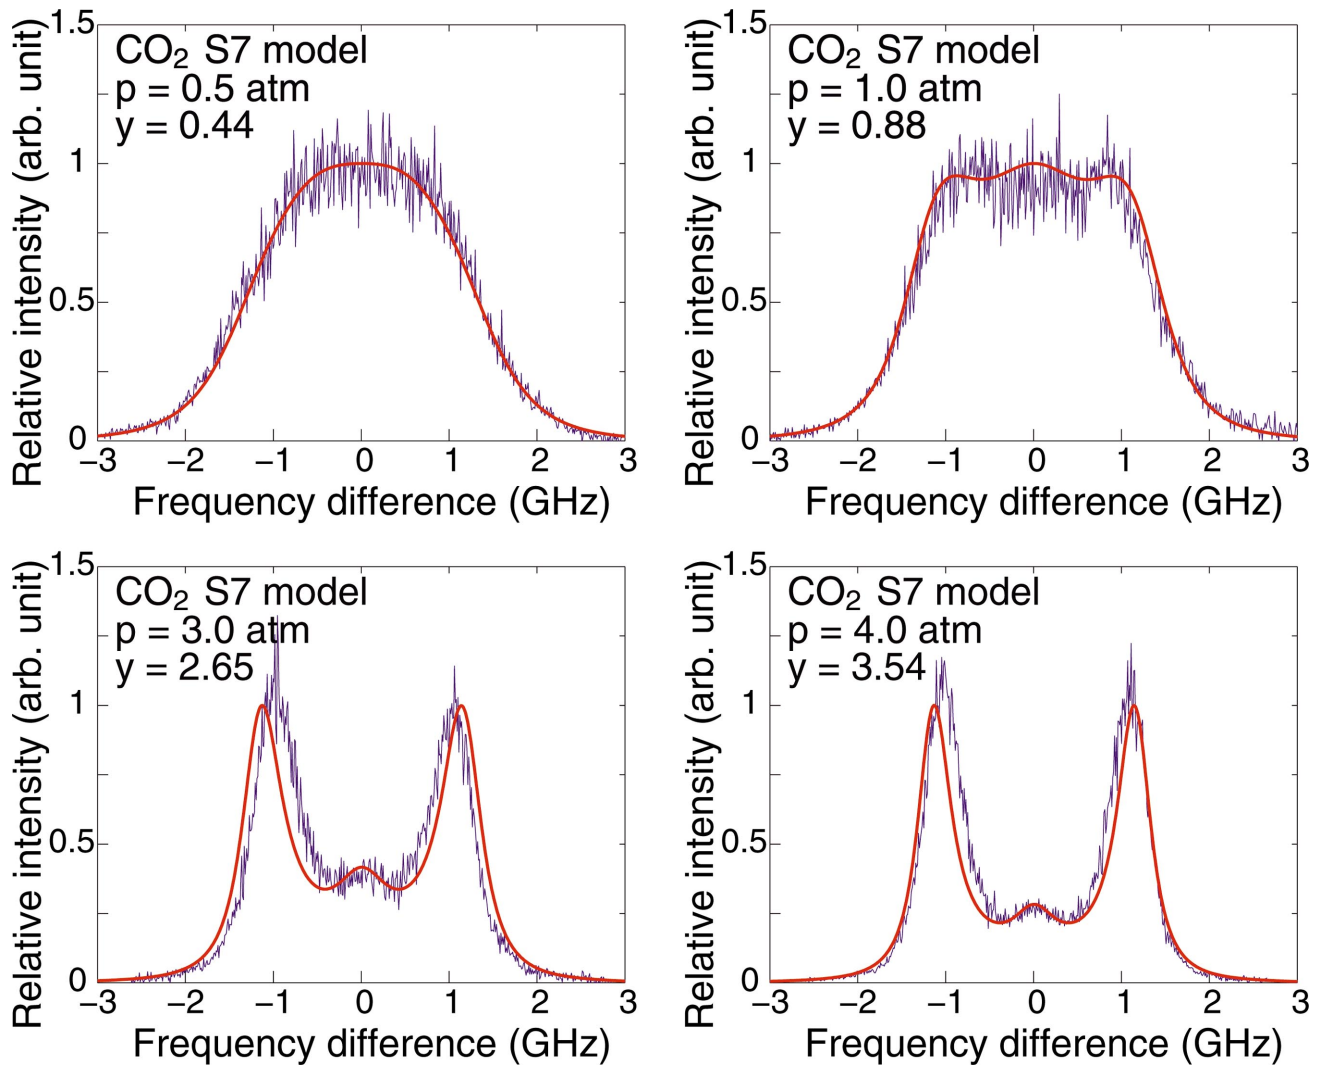 CO₂ S7 model
p = 0.5 atm
y = 0.44
Relative intensity (arb. unit)
1.5
1
0.5
0
−3 −2 −1 0 1 2 3
Frequency difference (GHz)
CO₂ S7 model
p = 1.0 atm
y = 0.88
Relative intensity (arb. unit)
1.5
1
0.5
0
−3 −2 −1 0 1 2 3
Frequency difference (GHz)
CO₂ S7 model
p = 3.0 atm
y = 2.65
Relative intensity (arb. unit)
1.5
1
0.5
0
−3 −2 −1 0 1 2 3
Frequency difference (GHz)
CO₂ S7 model
p = 4.0 atm
y = 3.54
Relative intensity (arb. unit)
1.5
1
0.5
0
−3 −2 −1 0 1 2 3
Frequency difference (GHz)